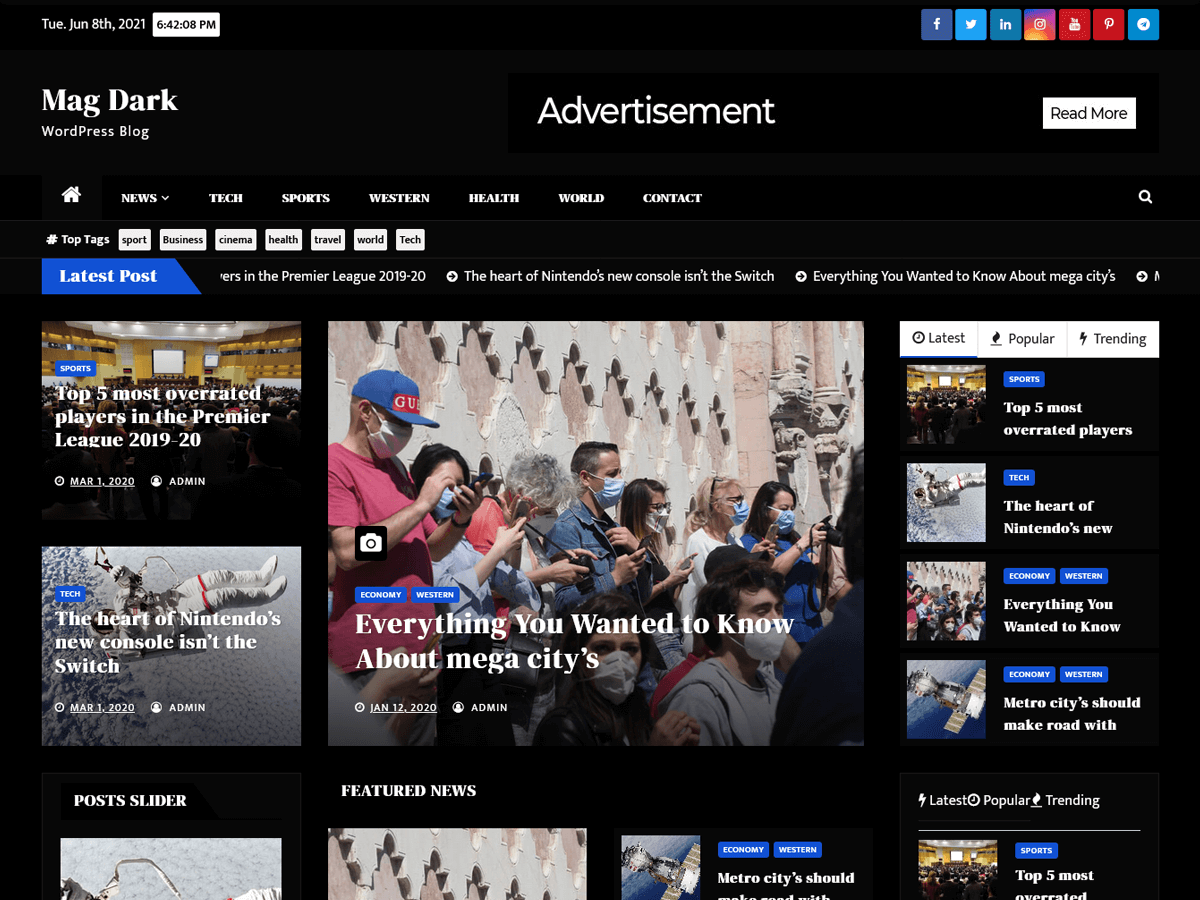 Tue. Jun 8th, 2021 6:42:08 PM
Mag Dark
WordPress Blog
Advertisement
Read More
NEWS TECH SPORTS WESTERN HEALTH WORLD CONTACT
# Top Tags sport Business cinema health travel world Tech
Latest Post
in the Premier League 2019-20 The heart of Nintendo's new console isn't the Switch Everything You Wanted to Know About mega city's
SPORTS
Top 5 most overrated
players in the Premier
League 2019-20
MAR 1, 2020 ADMIN
TECH
The heart of Nintendo's
new console isn't the
Switch
MAR 1, 2020 ADMIN
ECONOMY WESTERN
Everything You Wanted to Know
About mega city's
JAN 12, 2020 ADMIN
Latest Popular Trending
SPORTS
Top 5 most
overrated players
TECH
The heart of
Nintendo's new
ECONOMY WESTERN
Everything You
Wanted to Know
ECONOMY WESTERN
Metro city's should
make road with
POSTS SLIDER
FEATURED NEWS
ECONOMY WESTERN
Metro city's should
make road with
Latest Popular Trending
SPORTS
Top 5 most
overrated